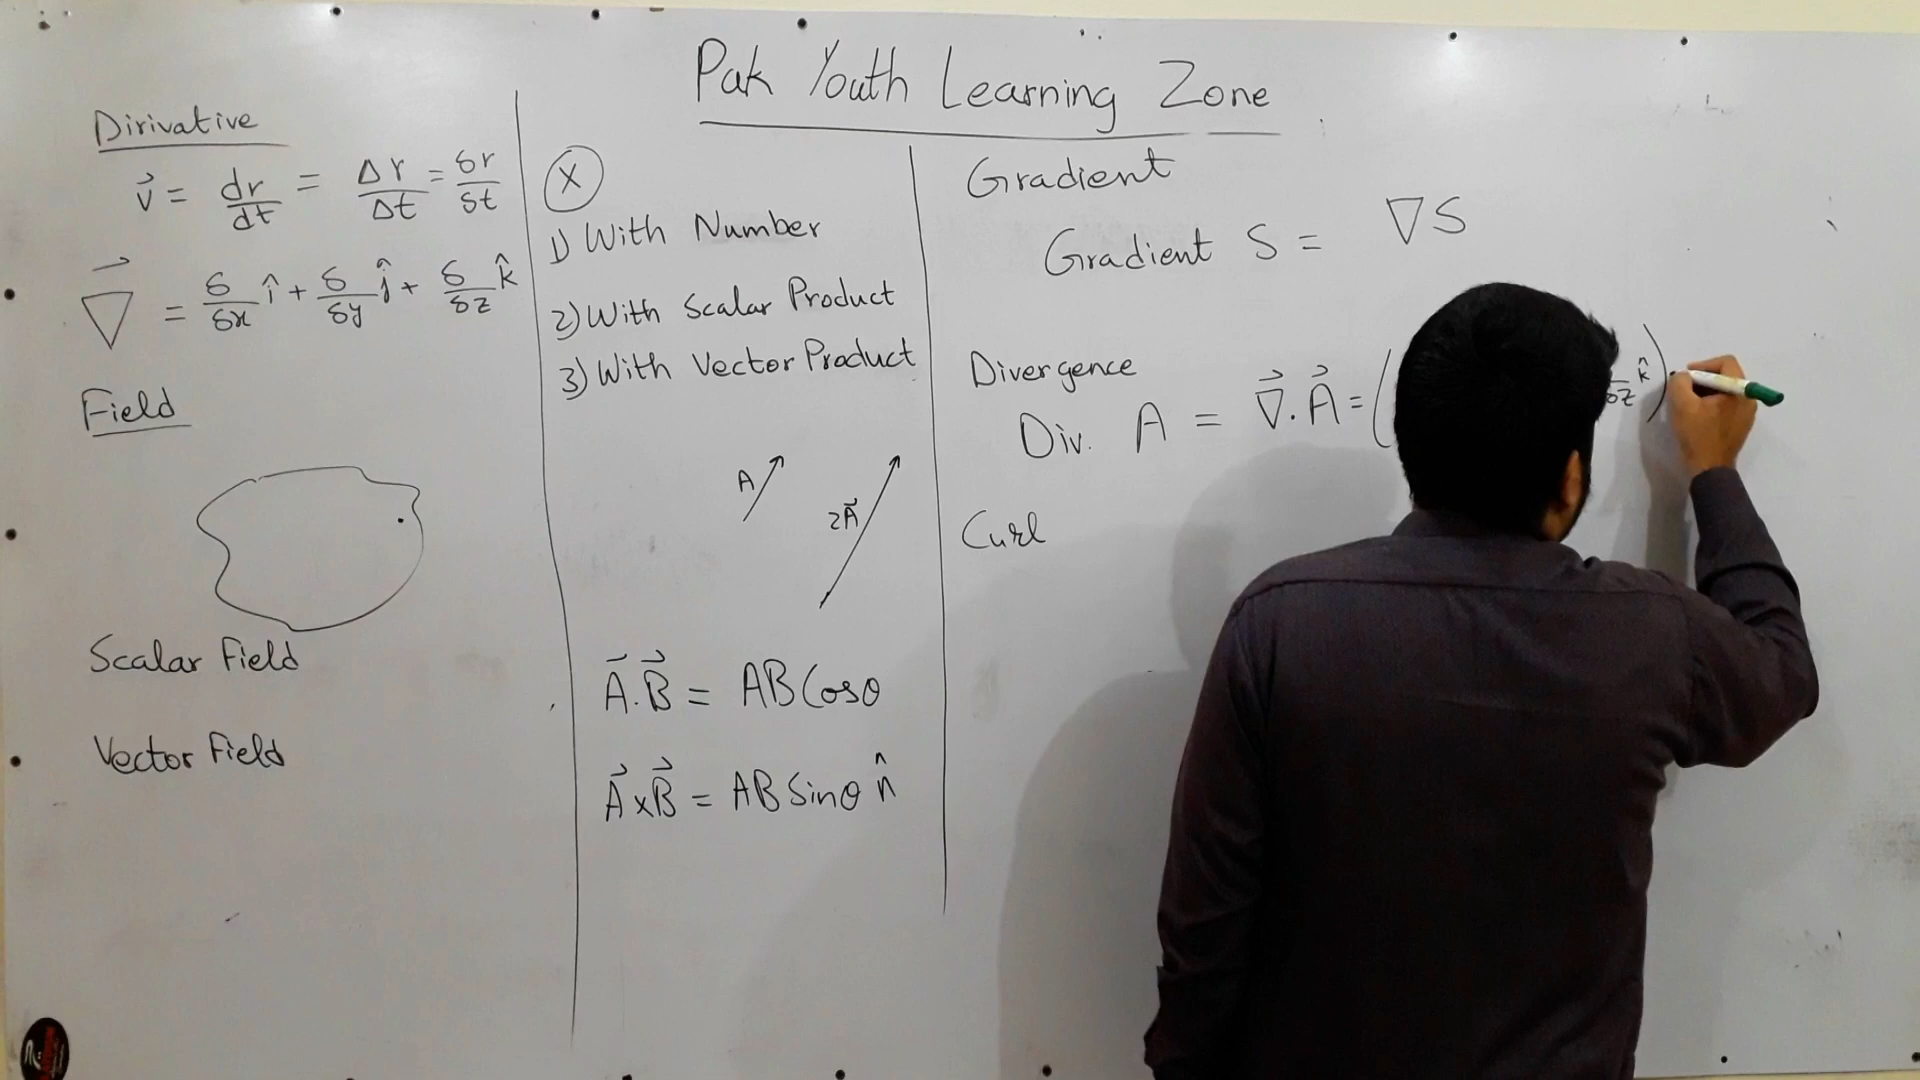 Pak Youth Learning Zone
Dirivative
v⃗ = dr/dt = Δr/Δt = δr/δt
∇⃗ = δ/δx î + δ/δy ĵ + δ/δz k̂
Field
Scalar Field
Vector Field
X
1) With Number
2) With Scalar Product
3) With Vector Product
A
2A⃗
A⃗.B⃗ = AB Cosθ
A⃗xB⃗ = AB Sinθ n̂
Gradient
Gradient S = ∇S
Divergence
Div. A = ∇⃗.A⃗ = ( δz k̂ ).
Curl